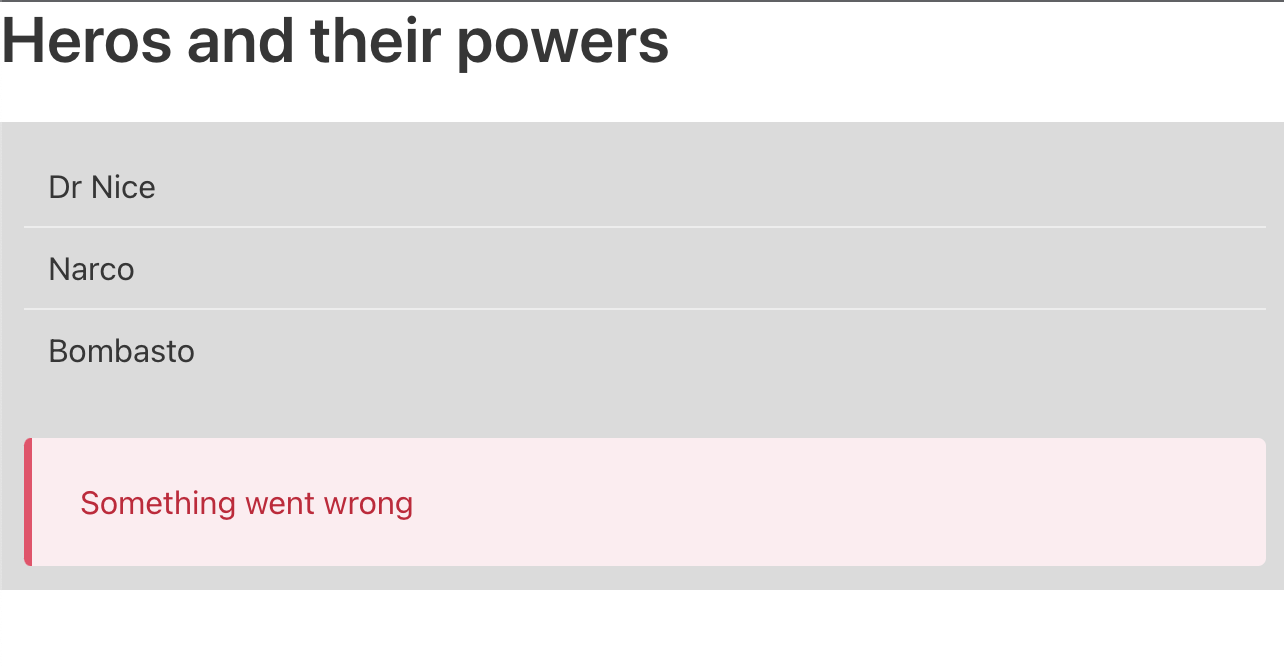 Heros and their powers
Dr Nice
Narco
Bombasto
Something went wrong